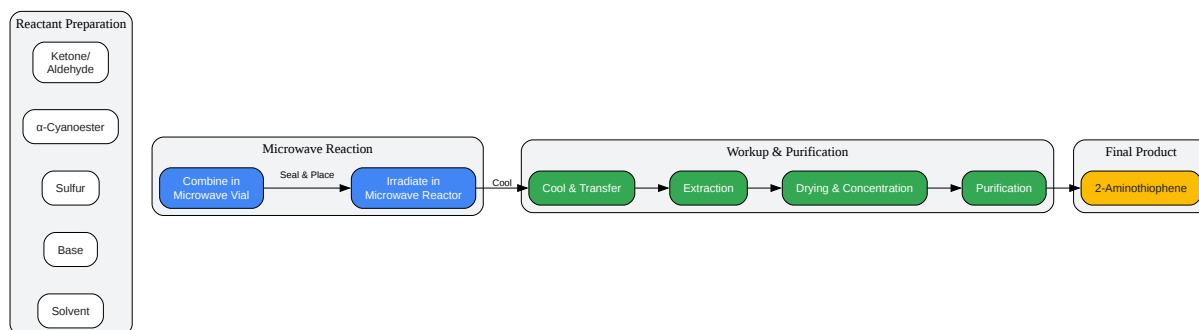 Reactant Preparation
Ketone/
Aldehyde
α-Cyanoester
Sulfur
Base
Solvent
Microwave Reaction
Combine in
Microwave Vial
Seal & Place
Irradiate in
Microwave Reactor
Cool
Workup & Purification
Cool & Transfer
Extraction
Drying & Concentration
Purification
Final Product
2-Aminothiophene